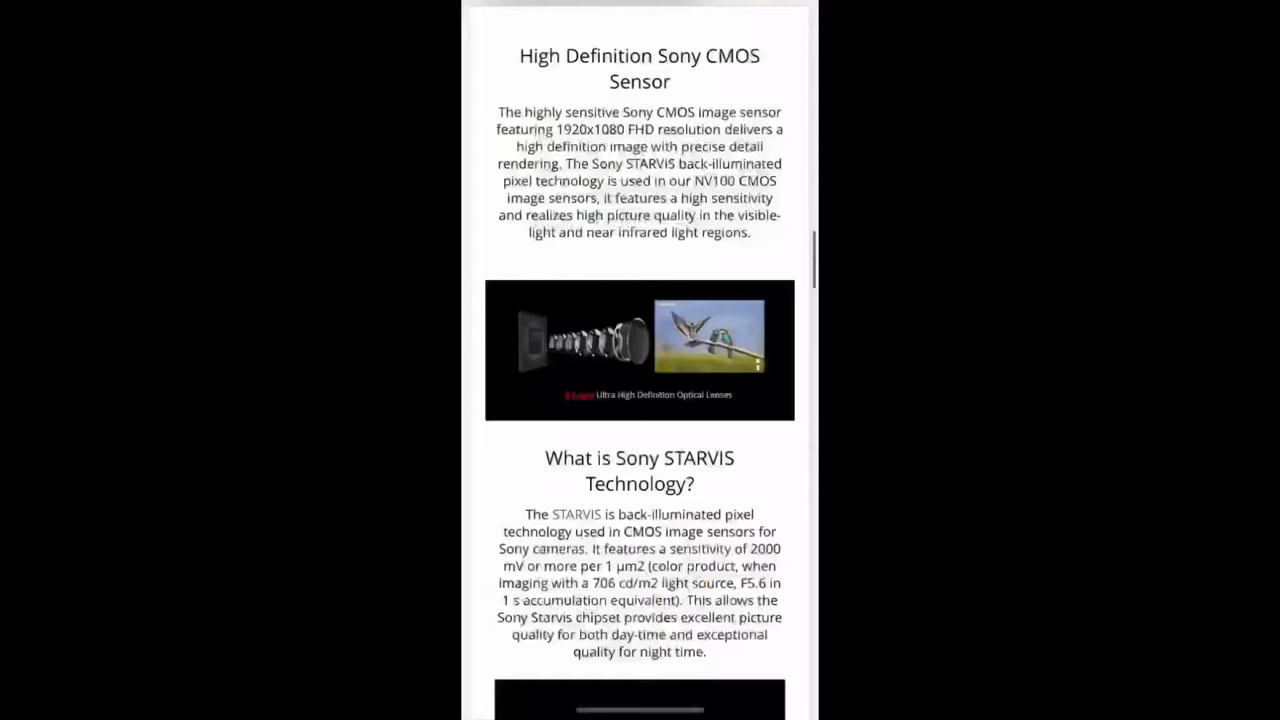 High Definition Sony CMOS
Sensor
The highly sensitive Sony CMOS image sensor
featuring 1920x1080 FHD resolution delivers a
high definition image with precise detail
rendering. The Sony STARVIS back-illuminated
pixel technology is used in our NV100 CMOS
image sensors, it features a high sensitivity
and realizes high picture quality in the visible-
light and near infrared light regions.
Ultra High Definition Optical Lenses
What is Sony STARVIS
Technology?
The STARVIS is back-illuminated pixel
technology used in CMOS image sensors for
Sony cameras. It features a sensitivity of 2000
mV or more per 1 µm2 (color product, when
imaging with a 706 cd/m2 light source, F5.6 in
1 s accumulation equivalent). This allows the
Sony Starvis chipset provides excellent picture
quality for both day-time and exceptional
quality for night time.